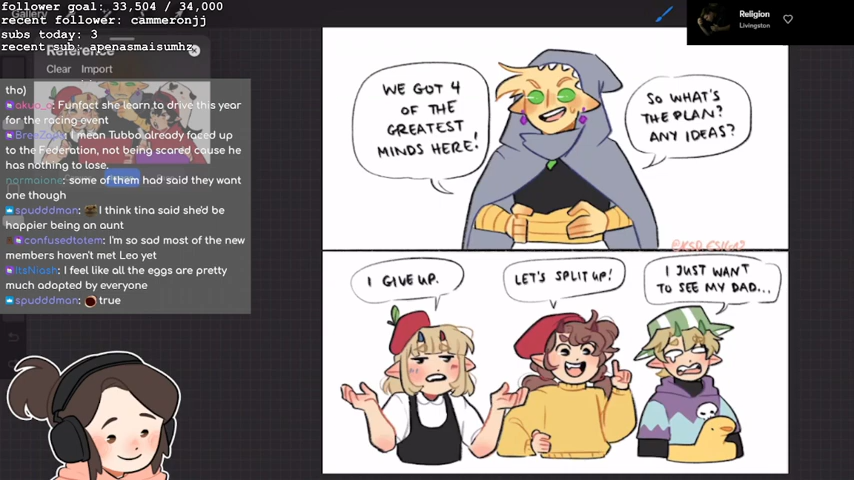 follower goal: 33,504 / 34,000
recent follower: cammeronjj
subs today: 3
recent sub: apenasmaisumhz
Gallery
Reference
Clear Import
tho)
Funfact she learn to drive this year
for the racing event
I mean Tubbo already faced up
to the Federation, not being scared cause he
has nothing to lose.
normaione: some of them had said they want
one though
spudddman: I think tina said she'd be
happier being an aunt
confusedtotem: I'm so sad most of the new
members haven't met Leo yet
ItsNiash: I feel like all the eggs are pretty
much adopted by everyone
spudddman: true
Religion
Livingston
WE GOT 4
OF THE
GREATEST
MINDS HERE!
SO WHAT'S
THE PLAN?
ANY IDEAS?
I GIVE UP.
LET'S SPLIT UP!
I JUST WANT
TO SEE MY DAD...